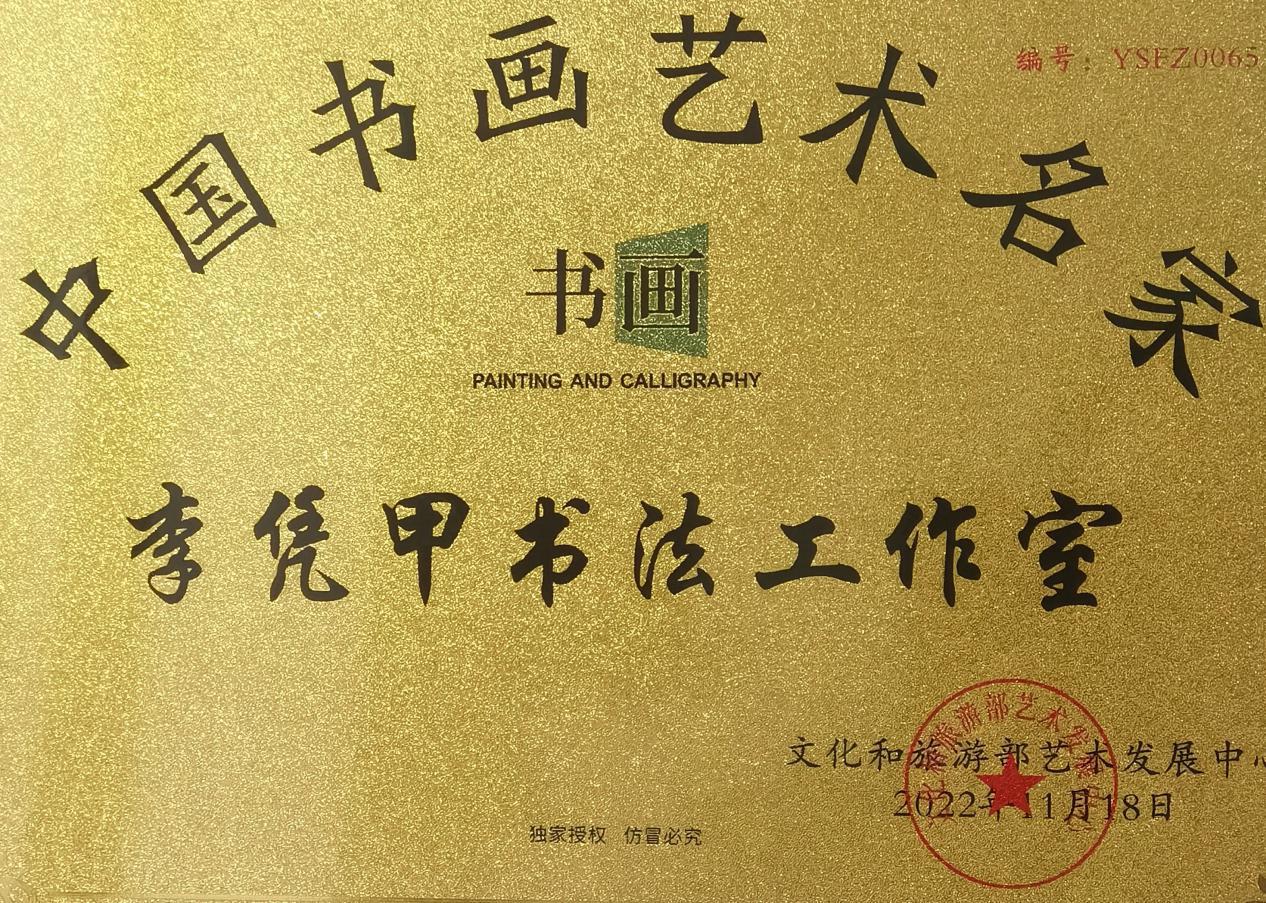 编号：YSFZ0065
中国书画艺术名家
书画
PAINTING AND CALLIGRAPHY
李凭甲书法工作室
文化和旅游部艺术发展中心
2022年11月18日
独家授权 仿冒必究